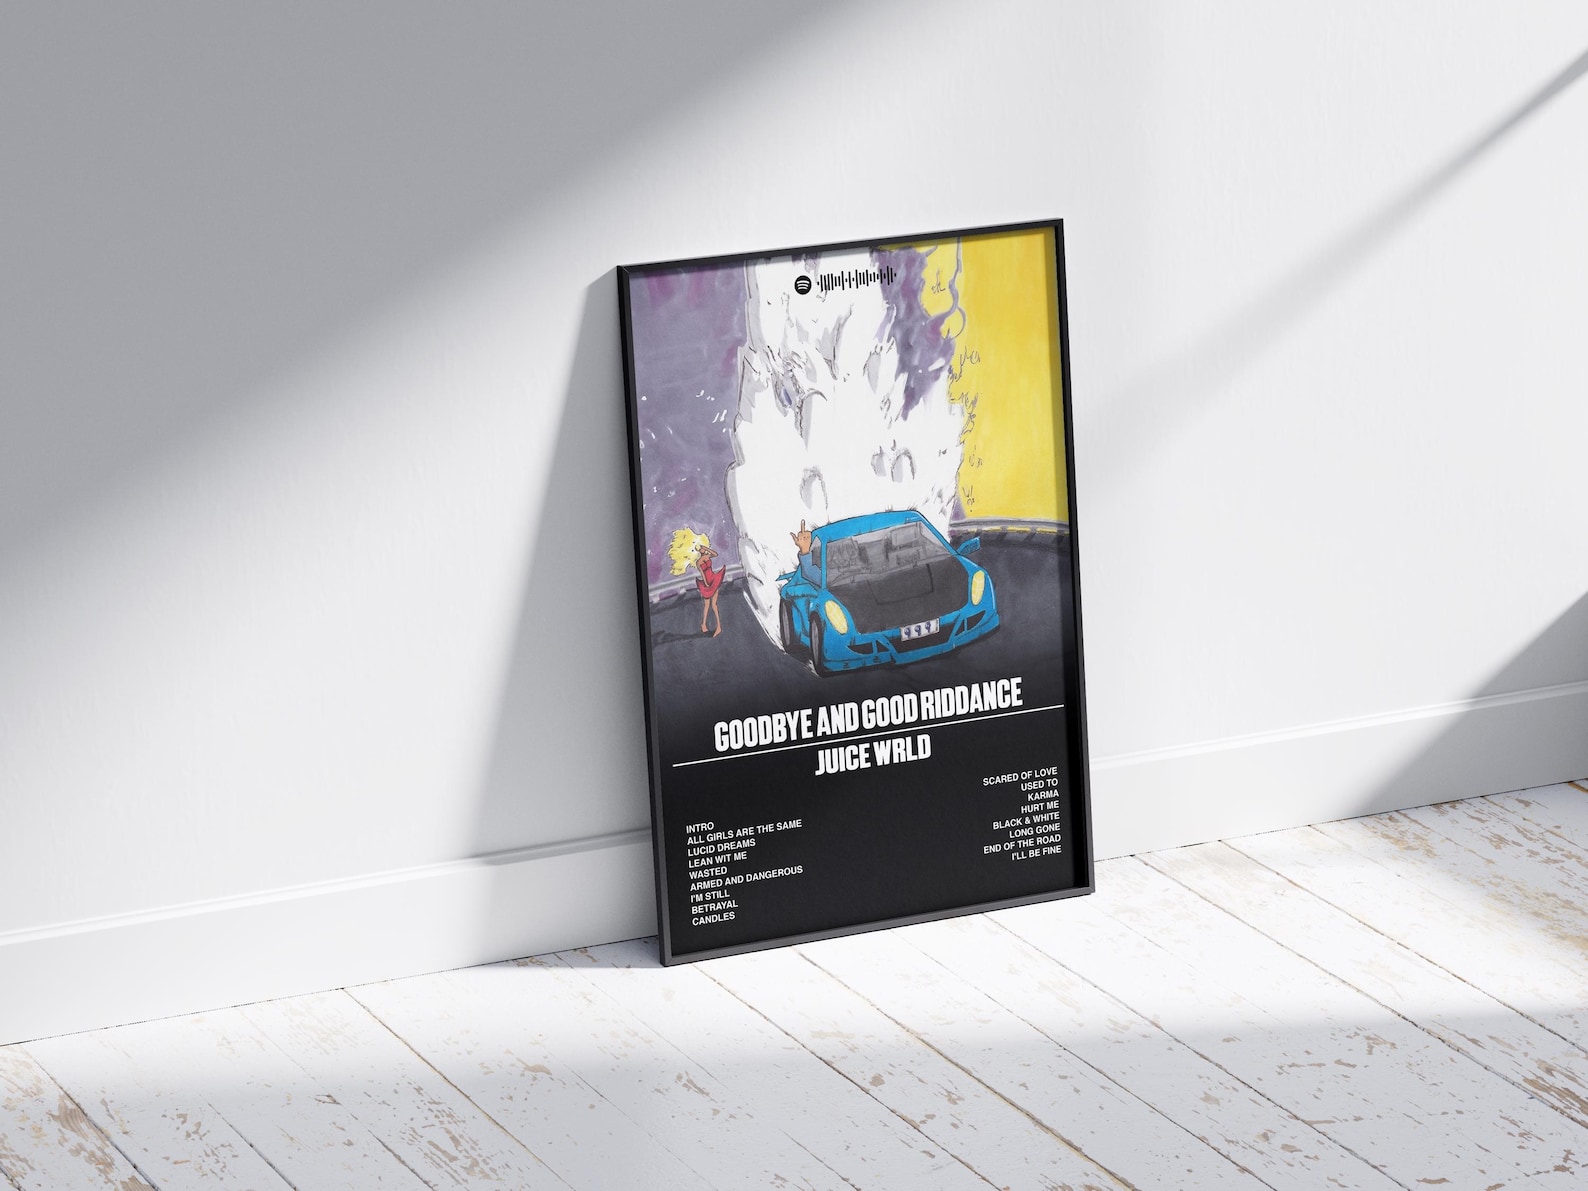 999
GOODBYE AND GOOD RIDDANCE
JUICE WRLD
INTRO
ALL GIRLS ARE THE SAME
LUCID DREAMS
LEAN WIT ME
WASTED
ARMED AND DANGEROUS
I'M STILL
BETRAYAL
CANDLES
SCARED OF LOVE
USED TO
KARMA
HURT ME
BLACK & WHITE
LONG GONE
END OF THE ROAD
I'LL BE FINE